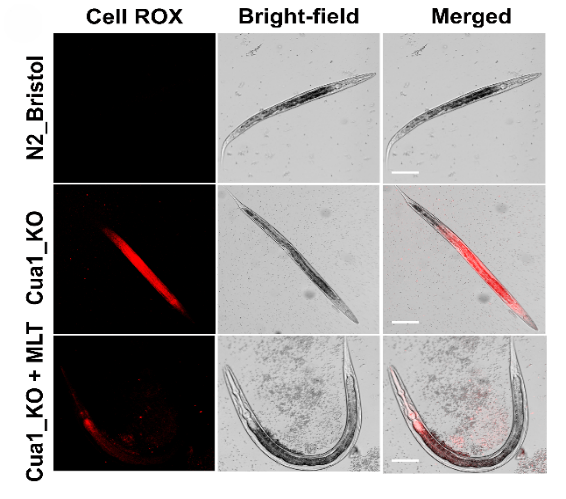 Cell ROX
Bright-field
Merged
N2_Bristol
Cua1_KO
Cua1_KO + MLT